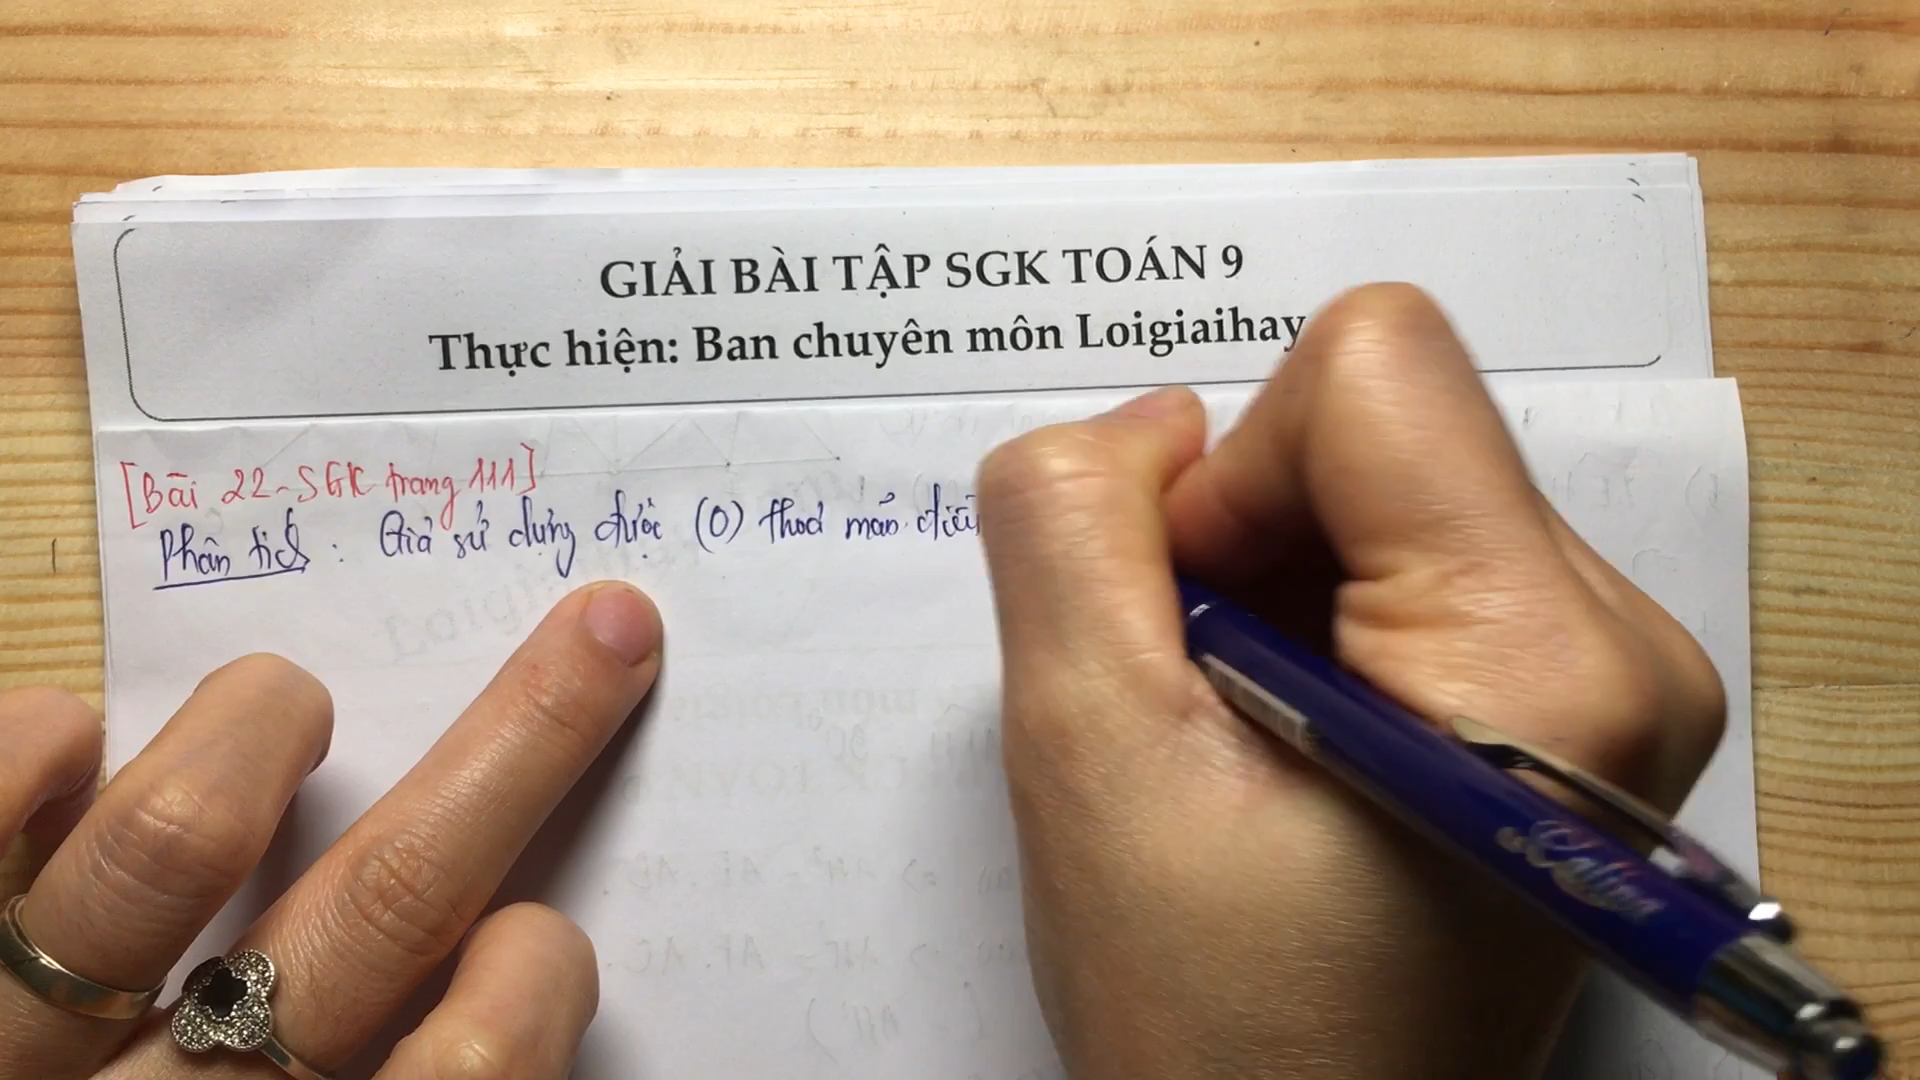 GIẢI BÀI TẬP SGK TOÁN 9
Thực hiện: Ban chuyên môn Loigiaihay
[Bài 22 - SGK trang 111]
Phân tích : Giả sử dựng được (O) thoả mãn điều